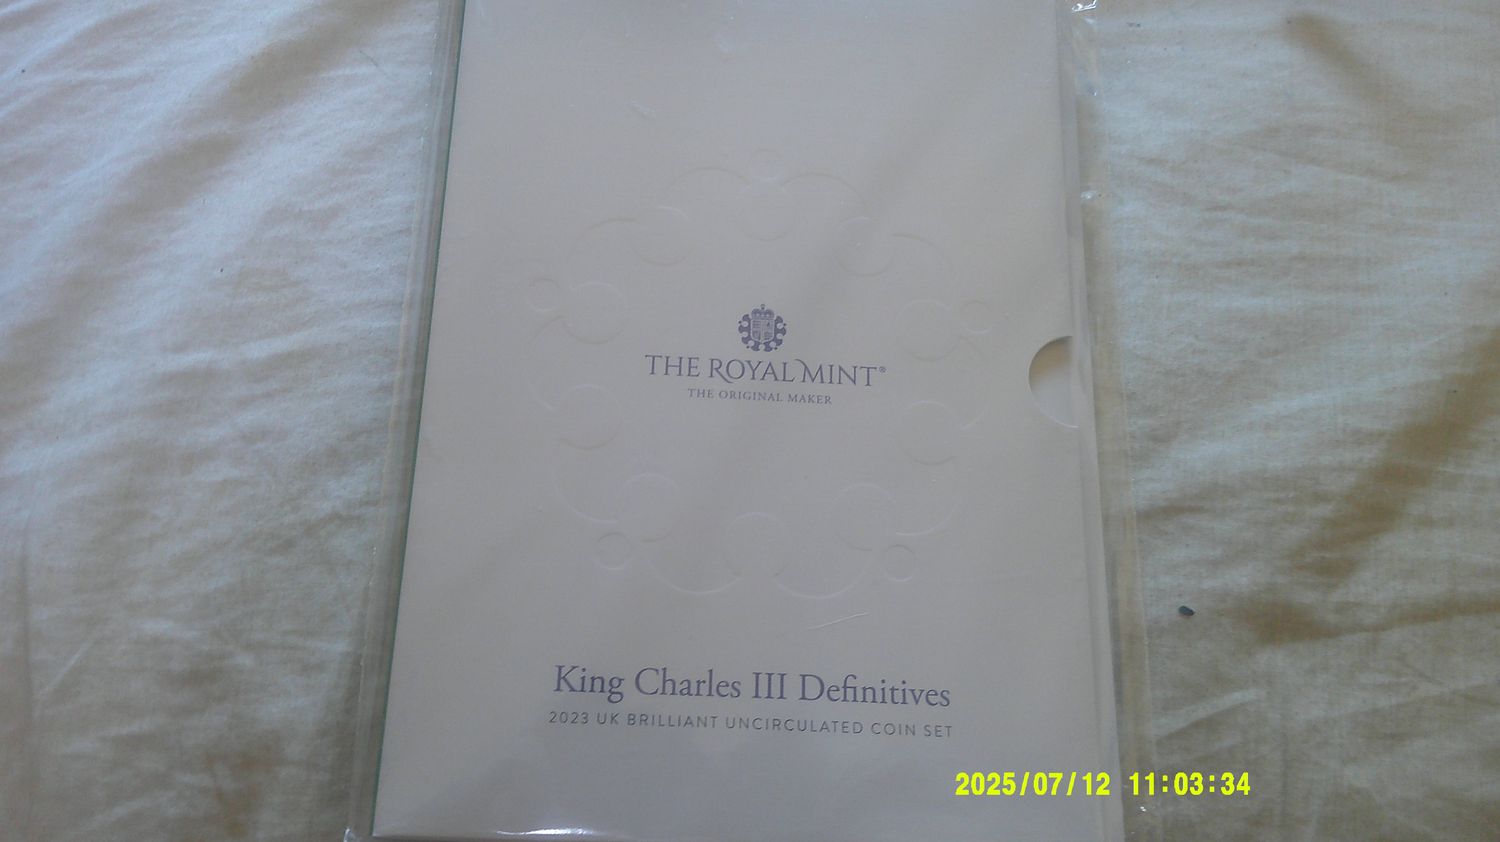 THE ROYAL MINT®
THE ORIGINAL MAKER
King Charles III Definitives
2023 UK BRILLIANT UNCIRCULATED COIN SET
2025/07/12 11:03:34